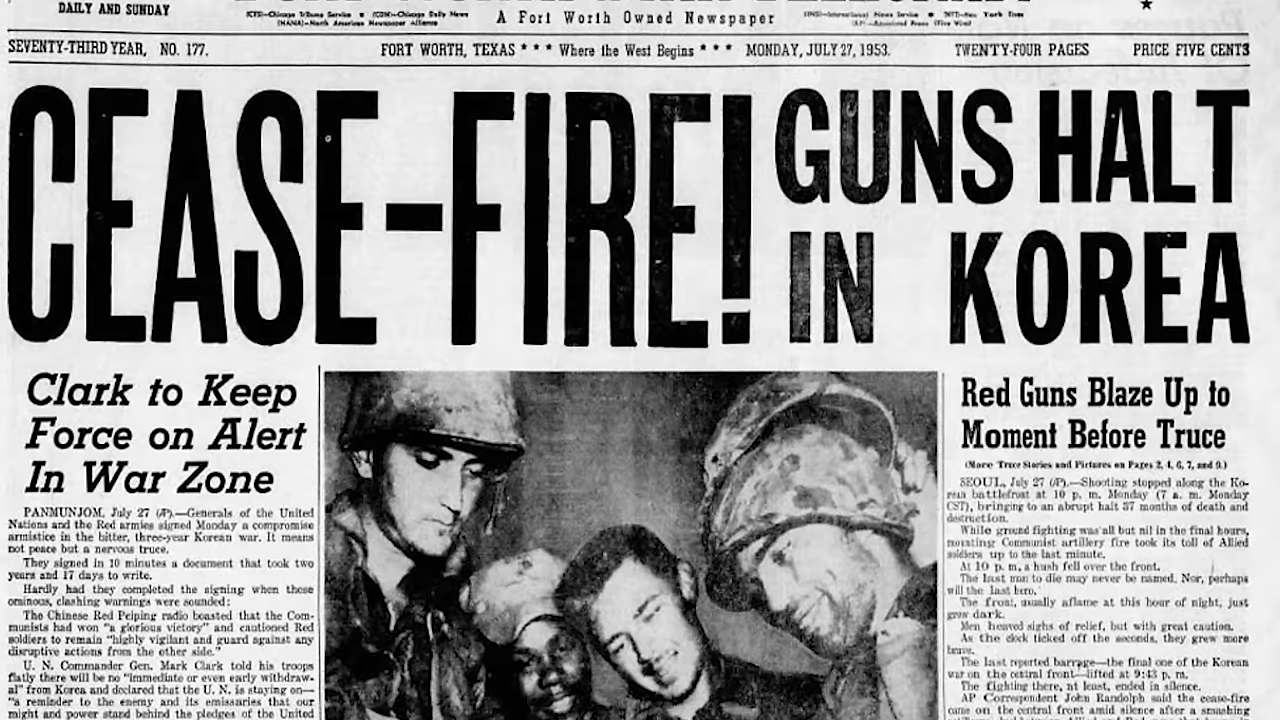 DAILY AND SUNDAY
(CTS)—Chicago Tribune Service ● (CDN)—Chicago Daily News
(NANA)—North American Newspaper Alliance
A Fort Worth Owned Newspaper
(INS)—International News Service ● York Times
(AP)—Associated Press (Wire)
SEVENTY-THIRD YEAR, NO. 177.
FORT WORTH, TEXAS * * * Where the West Begins * * * MONDAY, JULY 27, 1953.
TWENTY-FOUR PAGES
PRICE FIVE CENTS
CEASE-FIRE!
GUNS HALT
IN KOREA
Clark to Keep
Force on Alert
In War Zone
PANMUNJOM, July 27 (AP).—Generals of the United
Nations and the Red armies signed Monday a compromise
armistice in the bitter, three-year Korean war. It means
not peace but a nervous truce.
They signed in 10 minutes a document that took two
years and 17 days to write.
Hardly had they completed the signing when these
ominous, clashing warnings were sounded:
The Chinese Red Peiping radio boasted that the Com-
munists had won "a glorious victory" and cautioned Red
soldiers to remain "highly vigilant and guard against any
disruptive actions from the other side."
U. N. Commander Gen. Mark Clark told his troops
flatly there will be no "immediate or even early withdraw-
al" from Korea and declared that the U. N. is staying on—
"a reminder to the enemy and its emissaries that our
might and power stand behind the pledges of the United
Red Guns Blaze Up to
Moment Before Truce
(More Truce Stories and Pictures on Pages 2, 4, 6, 7, and 9.)
SEOUL, July 27 (AP).—Shooting stopped along the Ko-
rean battlefront at 10 p. m. Monday (7 a. m. Monday
CST), bringing to an abrupt halt 37 months of death and
destruction.
While ground fighting was all but nil in the final hours,
Communist artillery fire took its toll of Allied
soldiers up to the last minute.
At 10 p. m. a hush fell over the front.
The last man to die may never be named. Nor, perhaps
will the last hero.
The front, usually aflame at this hour of night, just
grew dark.
Men heaved sighs of relief, but with great caution.
As the clock ticked off the seconds, they grew more
brave.
The last reported barrage—the final one of the Korean
war on the central front—lifted at 9:43 p. m.
The fighting there, at least, ended in silence.
AP Correspondent John Randolph said the cease-fire
came on the central front amid silence after a smashing